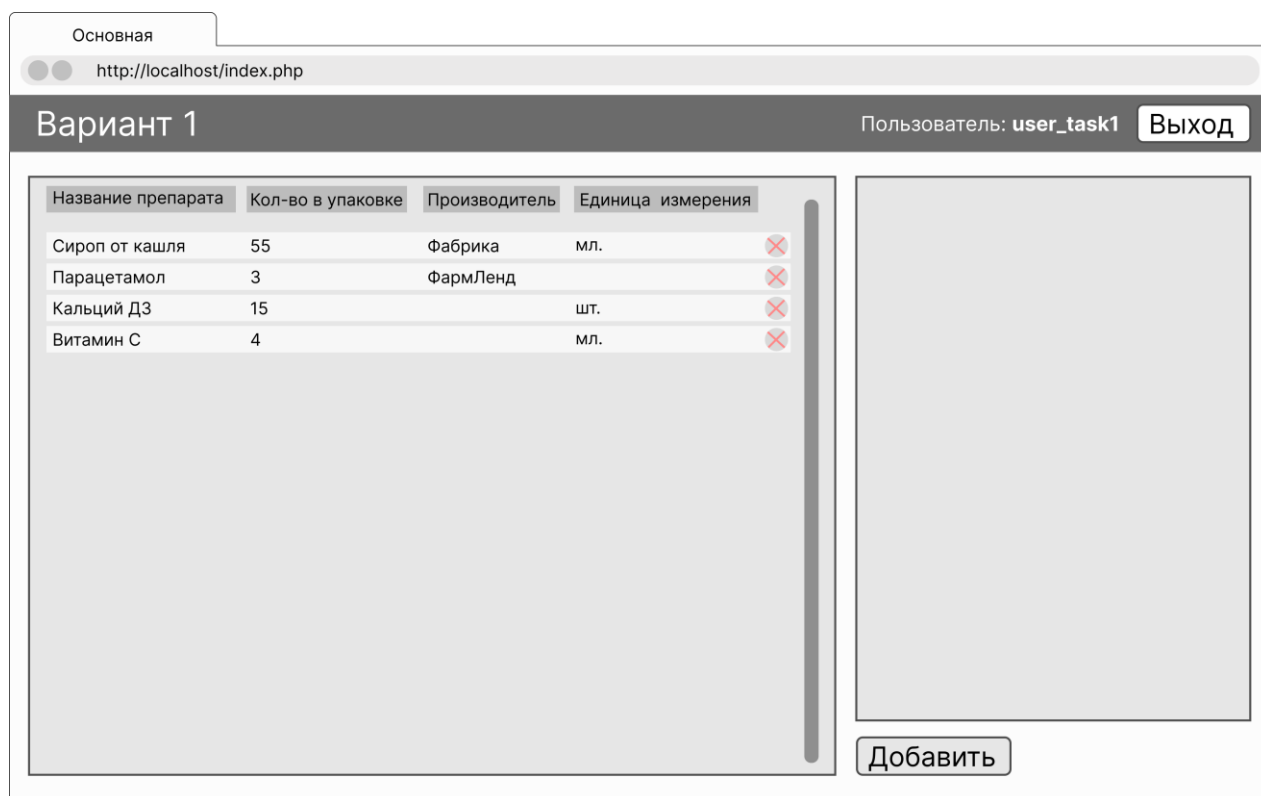 Основная
http://localhost/index.php
Вариант 1 Пользователь: user_task1 Выход
Название препарата Кол-во в упаковке Производитель Единица измерения
Сироп от кашля 55 Фабрика мл.
Парацетамол 3 ФармЛенд
Кальций Д3 15 шт.
Витамин С 4 мл.
Добавить